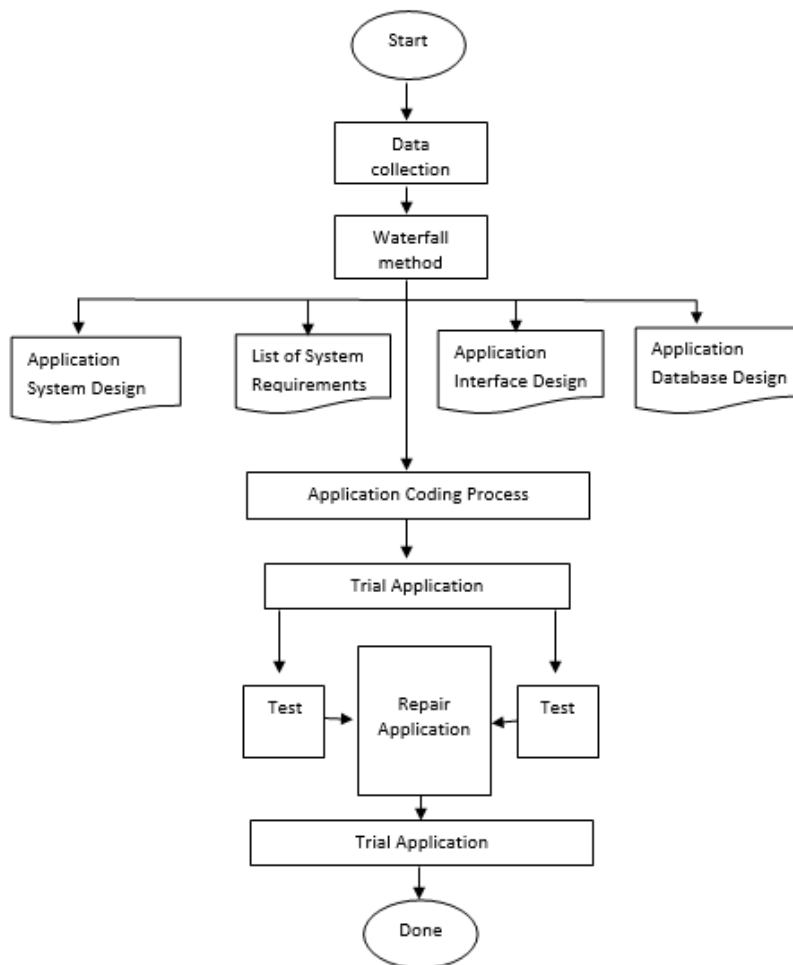 Start
Data
collection
Waterfall
method
Application
System Design
List of System
Requirements
Application
Interface Design
Application
Database Design
Application Coding Process
Trial Application
Test
Repair
Application
Test
Trial Application
Done